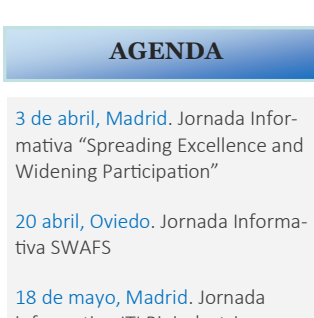 AGENDA
3 de abril, Madrid. Jornada Infor-
mativa “Spreading Excellence and
Widening Participation”
20 abril, Oviedo. Jornada Informa-
tiva SWAFS
18 de mayo, Madrid. Jornada